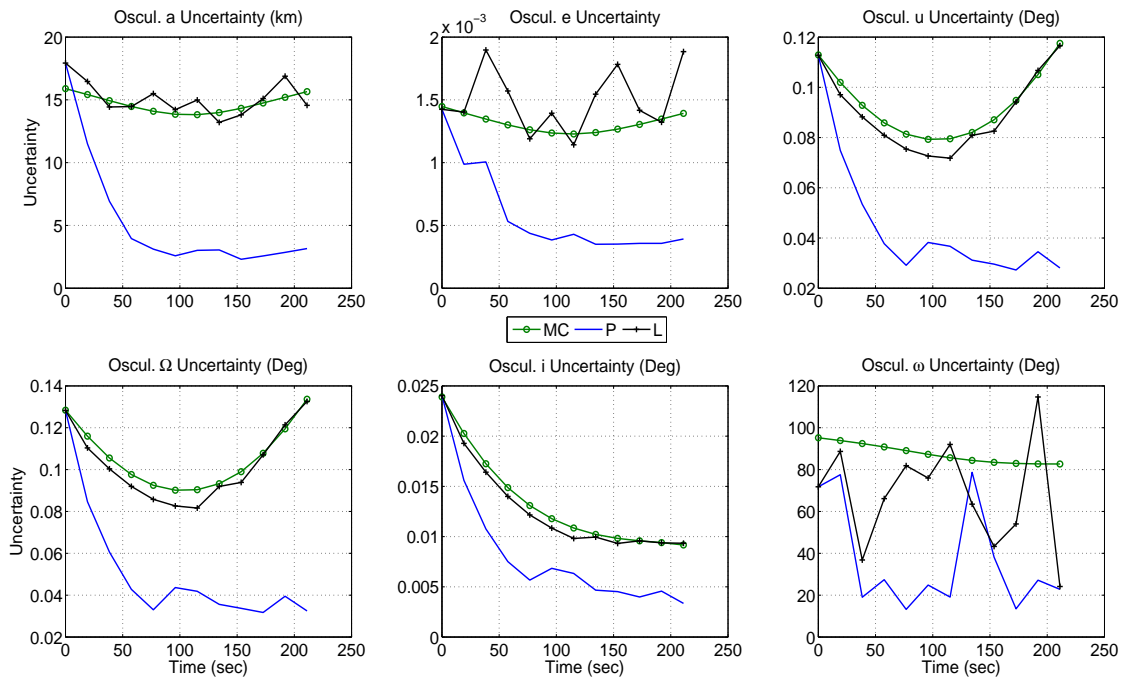 Oscul. a Uncertainty (km)
Oscul. e Uncertainty
Oscul. u Uncertainty (Deg)
Uncertainty
20
15
10
5
0
0 50 100 150 200 250
2 x 10⁻³
1.5
1
0.5
0
0 50 100 150 200 250
0.12
0.1
0.08
0.06
0.04
0.02
0 50 100 150 200 250
MC P L
Oscul. Ω Uncertainty (Deg)
Oscul. i Uncertainty (Deg)
Oscul. ω Uncertainty (Deg)
Uncertainty
0.14
0.12
0.1
0.08
0.06
0.04
0.02
0 50 100 150 200 250
Time (sec)
0.025
0.02
0.015
0.01
0.005
0
0 50 100 150 200 250
Time (sec)
120
100
80
60
40
20
0
0 50 100 150 200 250
Time (sec)